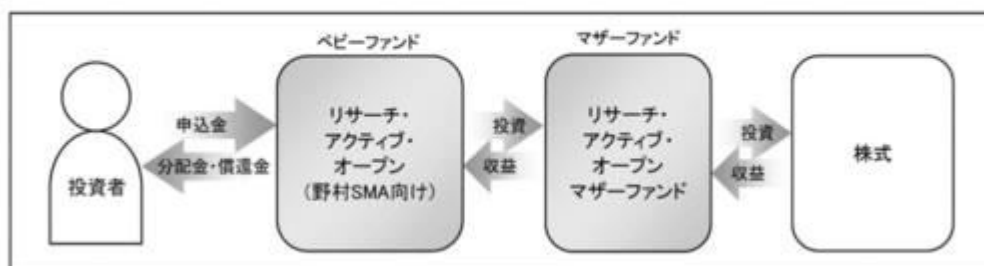 ベビーファンド
マザーファンド
投資者
申込金
分配金・償還金
リサーチ・
アクティブ・
オープン
(野村SMA向け)
投資
収益
リサーチ・
アクティブ・
オープン
マザーファンド
投資
収益
株式